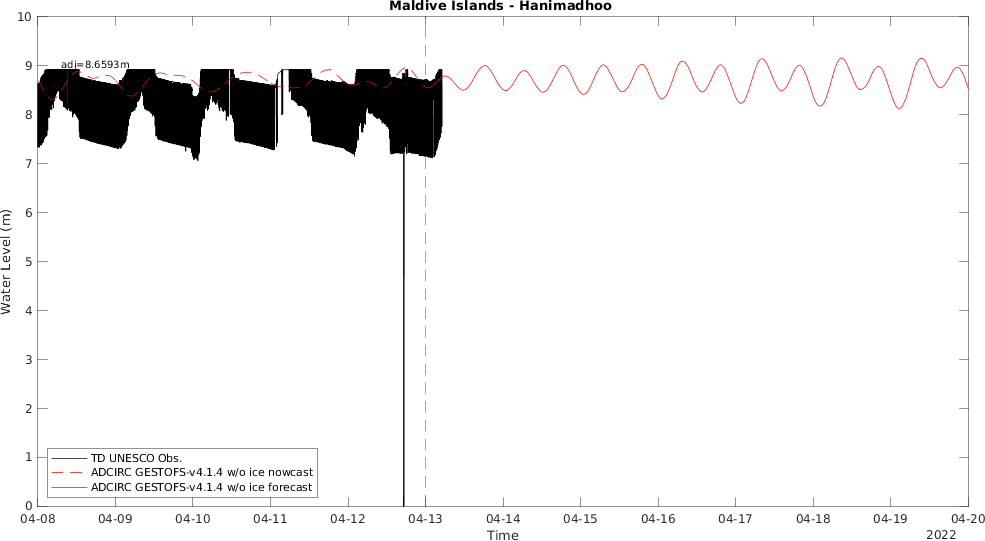 Maldive Islands - Hanimadhoo
10
9
8
7
6
5
4
3
2
1
0
Water Level (m)
adj=8.6593m
TD UNESCO Obs.
ADCIRC GESTOFS-v4.1.4 w/o ice nowcast
ADCIRC GESTOFS-v4.1.4 w/o ice forecast
04-08 04-09 04-10 04-11 04-12 04-13 04-14 04-15 04-16 04-17 04-18 04-19 04-20
Time
2022